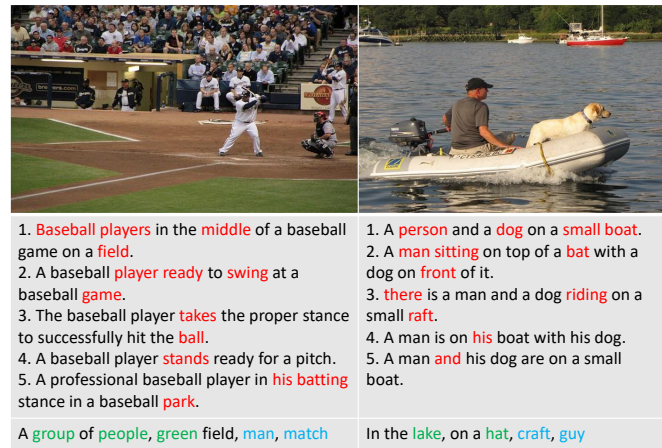 1. Baseball players in the middle of a baseball
game on a field.
2. A baseball player ready to swing at a
baseball game.
3. The baseball player takes the proper stance
to successfully hit the ball.
4. A baseball player stands ready for a pitch.
5. A professional baseball player in his batting
stance in a baseball park.
A group of people, green field, man, match
1. A person and a dog on a small boat.
2. A man sitting on top of a bat with a
dog on front of it.
3. there is a man and a dog riding on a
small raft.
4. A man is on his boat with his dog.
5. A man and his dog are on a small
boat.
In the lake, on a hat, craft, guy